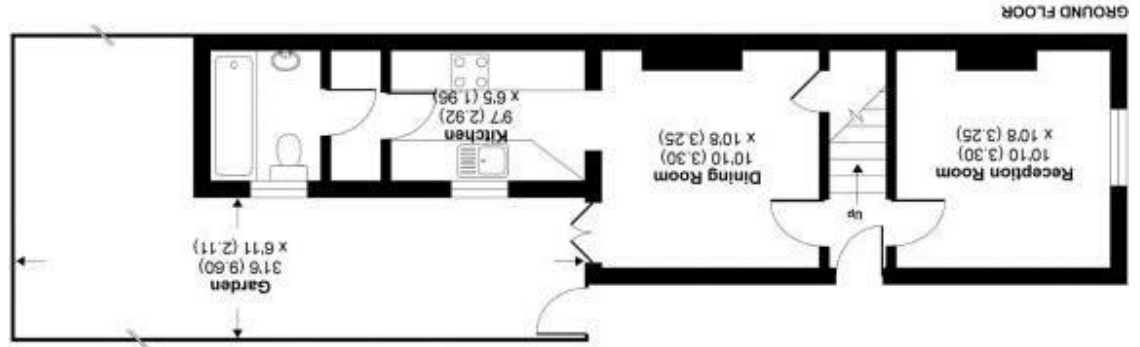 Reception Room
10'10 (3.30)
x 10'8 (3.25)
Up
Dining Room
10'10 (3.30)
x 10'8 (3.25)
Kitchen
9'7 (2.92)
x 6'5 (1.96)
Garden
31'6 (9.60)
x 6'11 (2.11)
GROUND FLOOR